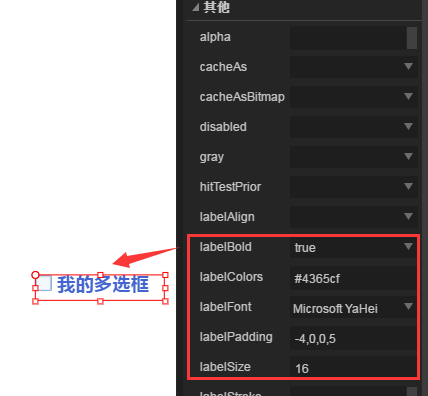 其他
alpha
cacheAs
cacheAsBitmap
disabled
gray
hitTestPrior
labelAlign
labelBold true
labelColors #4365cf
我的多选框
labelFont Microsoft YaHei
labelPadding -4,0,0,5
labelSize 16
labelStroke